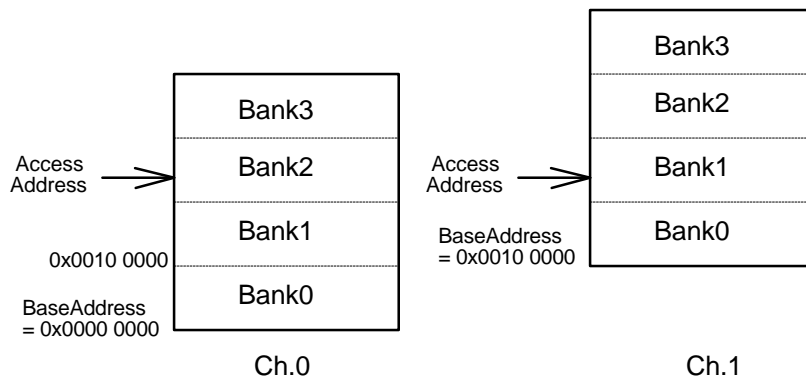 Bank3
Bank2
Bank1
Bank0
Access
Address
0x0010 0000
BaseAddress
= 0x0000 0000
Ch.0
Bank3
Bank2
Bank1
Bank0
Access
Address
BaseAddress
= 0x0010 0000
Ch.1